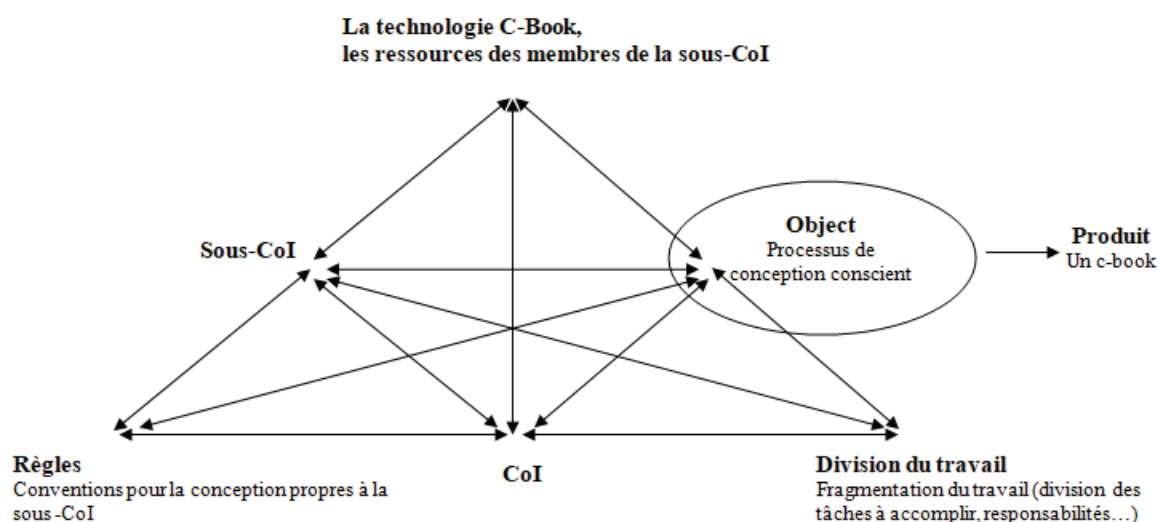 La technologie C-Book,
les ressources des membres de la sous-CoI
Sous-CoI
Object
Processus de
conception conscient
Produit
Un c-book
Règles
Conventions pour la conception propres à la
sous-CoI
CoI
Division du travail
Fragmentation du travail (division des
tâches à accomplir, responsabilités…)